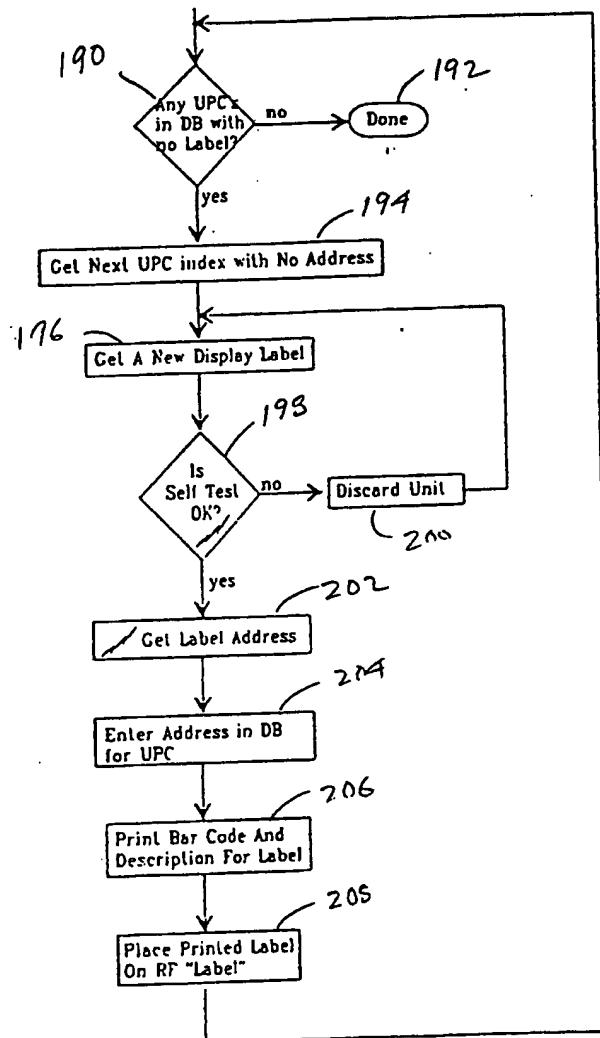 190
Any UPC's
in DB with
no Label?
no
192
Done
yes
194
Get Next UPC index with No Address
176
Get A New Display Label
198
Is
Self Test
OK?
no
Discard Unit
200
yes
202
Get Label Address
204
Enter Address in DB
for UPC
206
Print Bar Code And
Description For Label
208
Place Printed Label
On RF "Label"